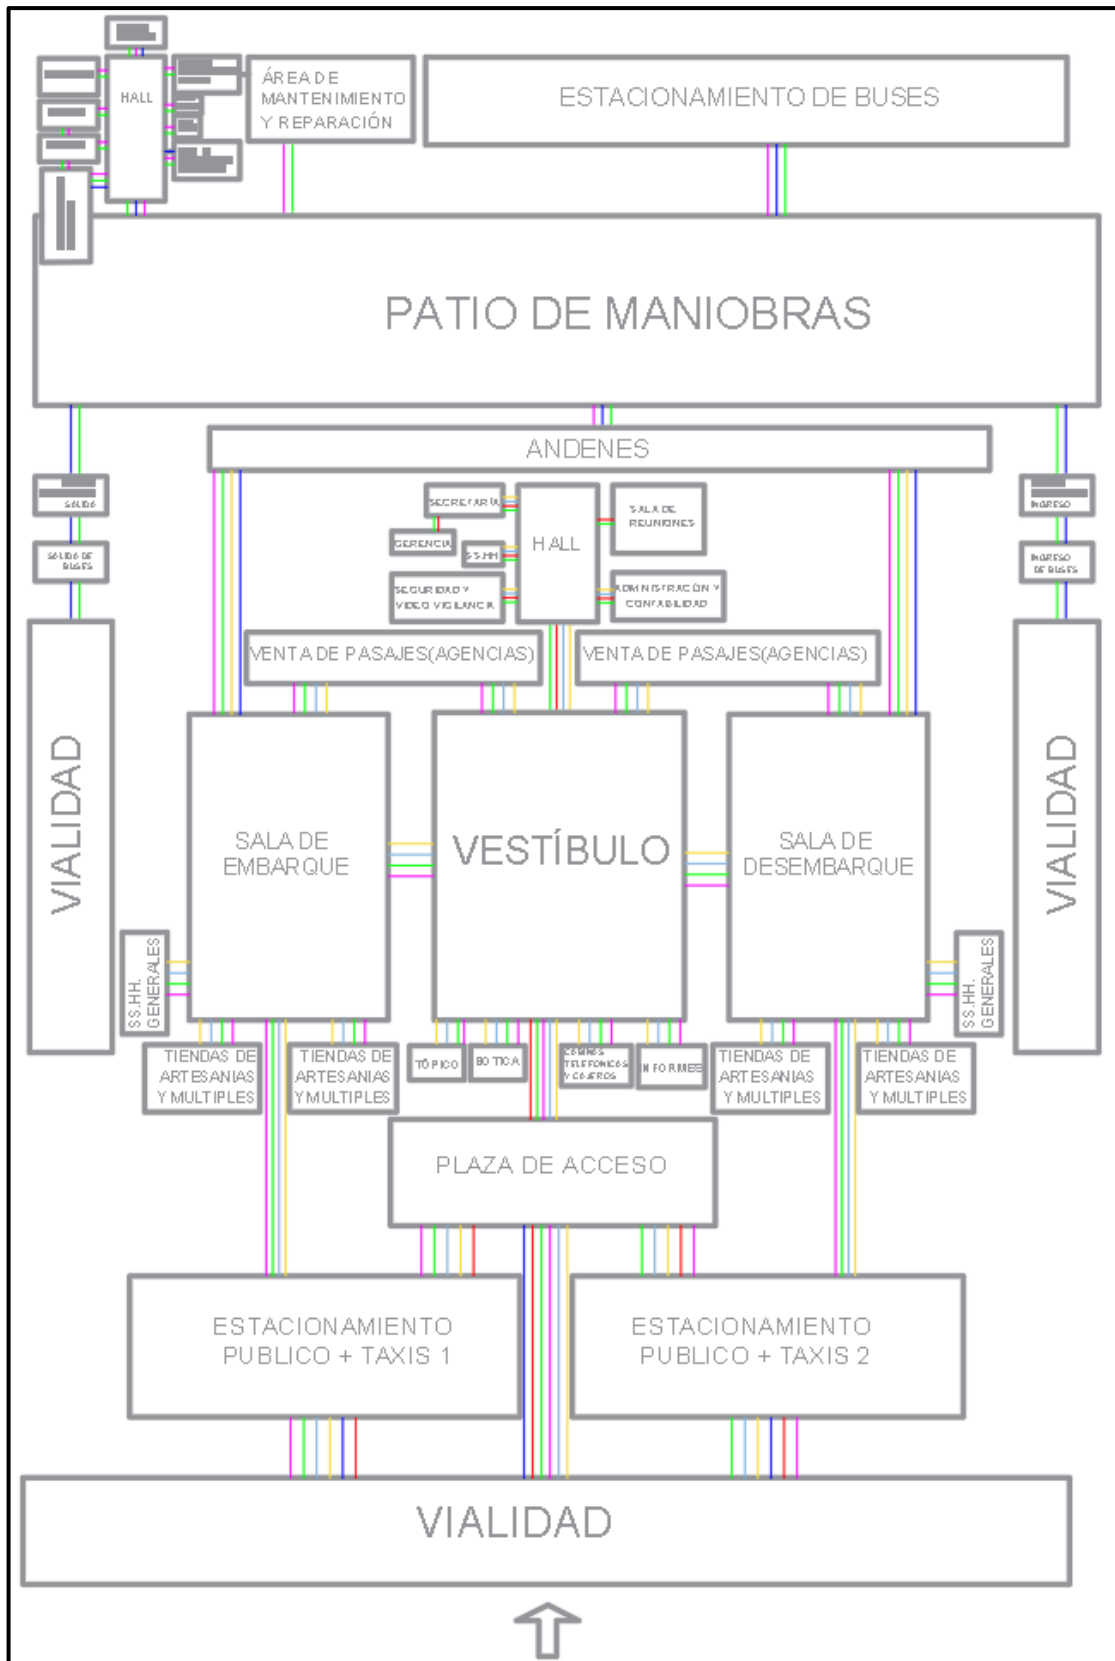 HALL
ÁREA DE
MANTENIMIENTO
Y REPARACIÓN
ESTACIONAMIENTO DE BUSES
PATIO DE MANIOBRAS
ANDENES
SALIDO
INGRESO
SECRETARÍA
GERENCIA
SS.HH
HALL
SALA DE
REUNIONES
SALIDO DE
BUSES
INGRESO
DE BUSES
SEGURIDAD Y
VIDEO VIGILANCIA
ADMINISTRACIÓN Y
CONTABILIDAD
VENTA DE PASAJES(AGENCIAS)
VENTA DE PASAJES(AGENCIAS)
VIALIDAD
SALA DE
EMBARQUE
VESTÍBULO
SALA DE
DESEMBARQUE
VIALIDAD
SS.HH.
GENERALES
SS.HH.
GENERALES
TIENDAS DE
ARTESANIAS
Y MULTIPLES
TIENDAS DE
ARTESANIAS
Y MULTIPLES
TÓPICO
BOTICA
TELEFONICOS
Y COJEROS
INFORMES
TIENDAS DE
ARTESANIAS
Y MULTIPLES
TIENDAS DE
ARTESANIAS
Y MULTIPLES
PLAZA DE ACCESO
ESTACIONAMIENTO
PUBLICO + TAXIS 1
ESTACIONAMIENTO
PUBLICO + TAXIS 2
VIALIDAD